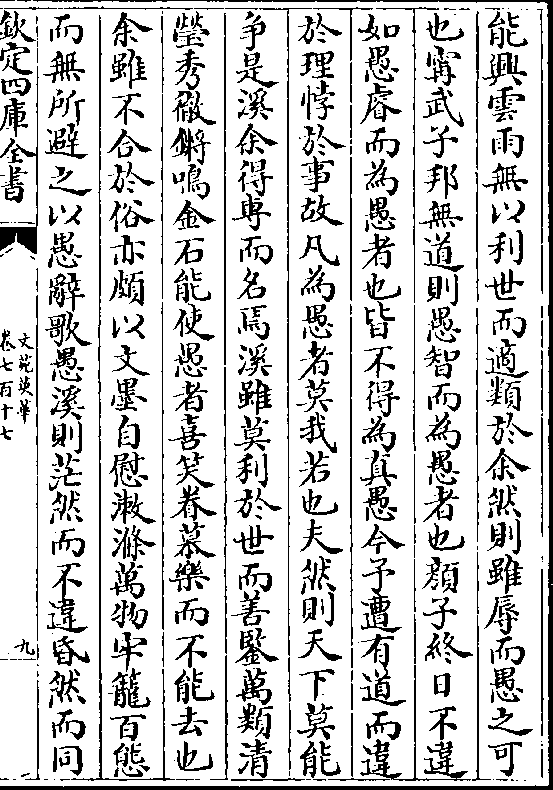 能興雲雨無以利世而適類於余然則雖辱而愚之可
也甯武子邦無道則愚智而為愚者也顔子終日不違
如愚睿而為愚者也皆不得為真愚今予遭有道而違
於理悖於事故凡為愚者莫我若也夫然則天下莫能
争是溪余得專而名焉溪雖莫利於世而善鑒萬類清
瑩秀徹鏘鳴金石能使愚者喜笑眷慕樂而不能去也
余雖不合於俗亦頗以文墨自慰漱滌萬物牢籠百態
而無所避之以愚辭歌愚溪則茫然而不違昏然而同
欽定四庫全書
文苑英華
卷七百十七
九